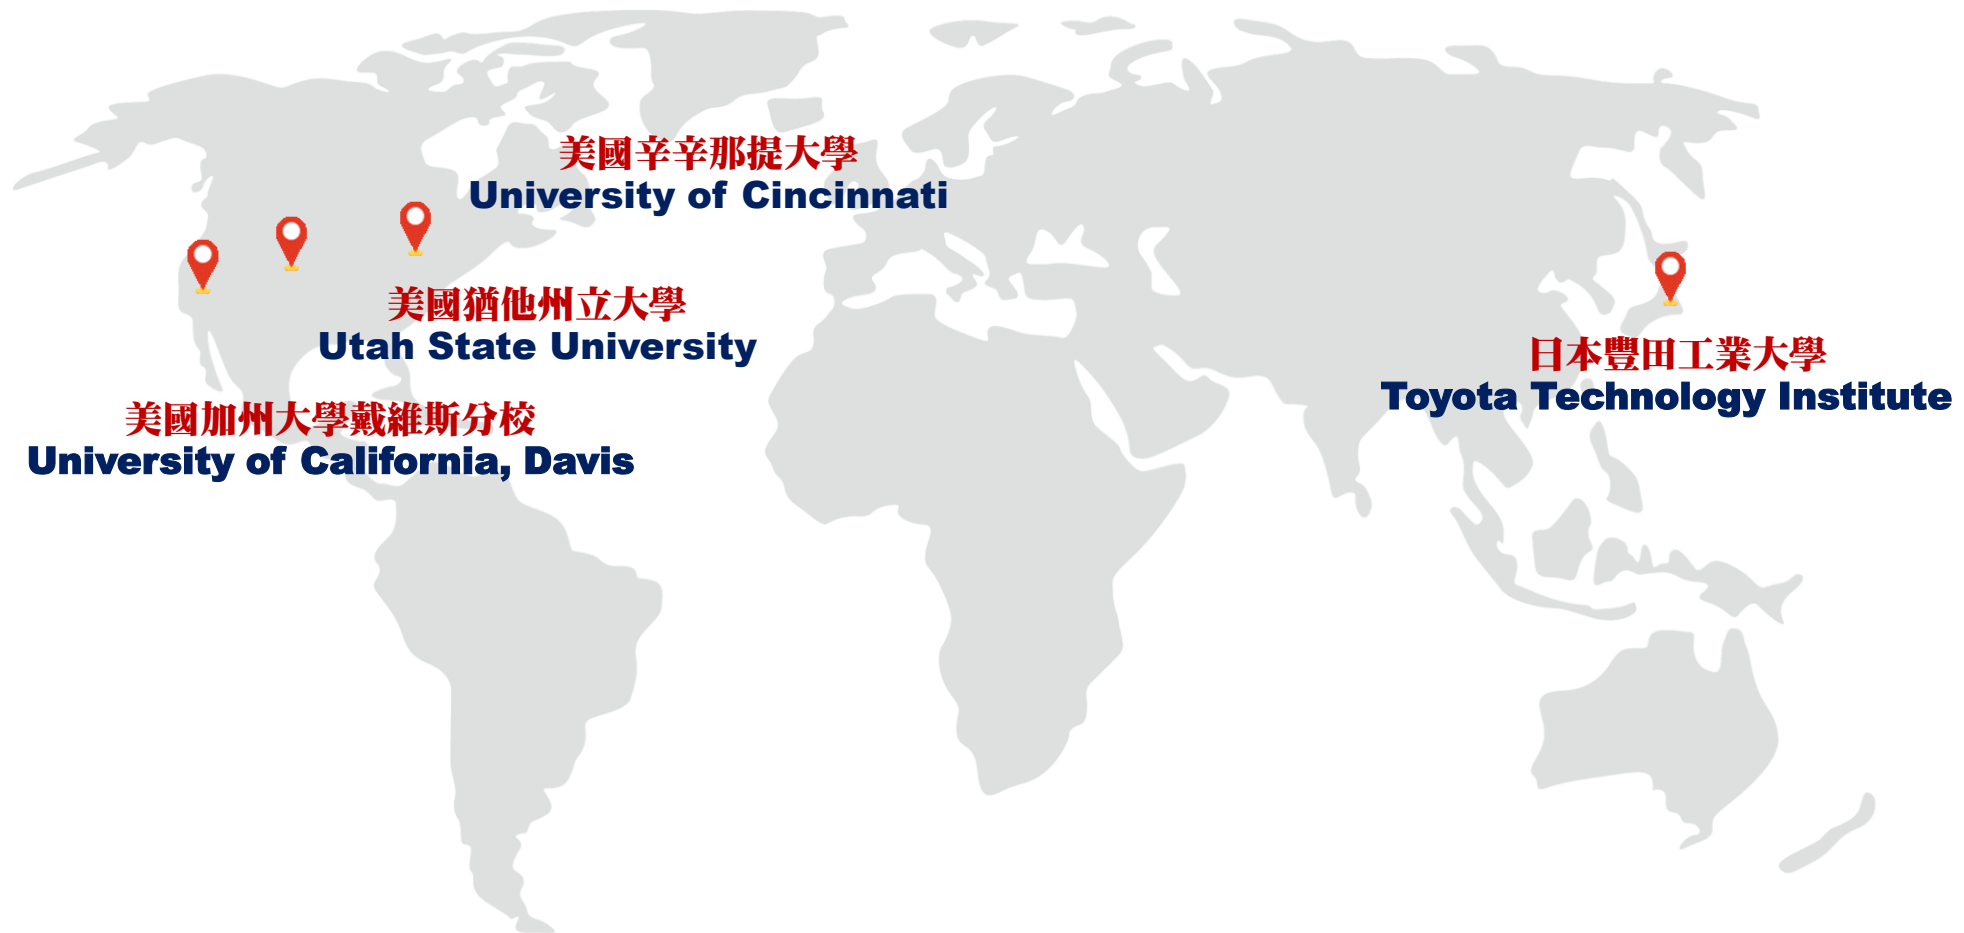 美國辛辛那提大學
University of Cincinnati
美國猶他州立大學
Utah State University
美國加州大學戴維斯分校
University of California, Davis
日本豐田工業大學
Toyota Technology Institute